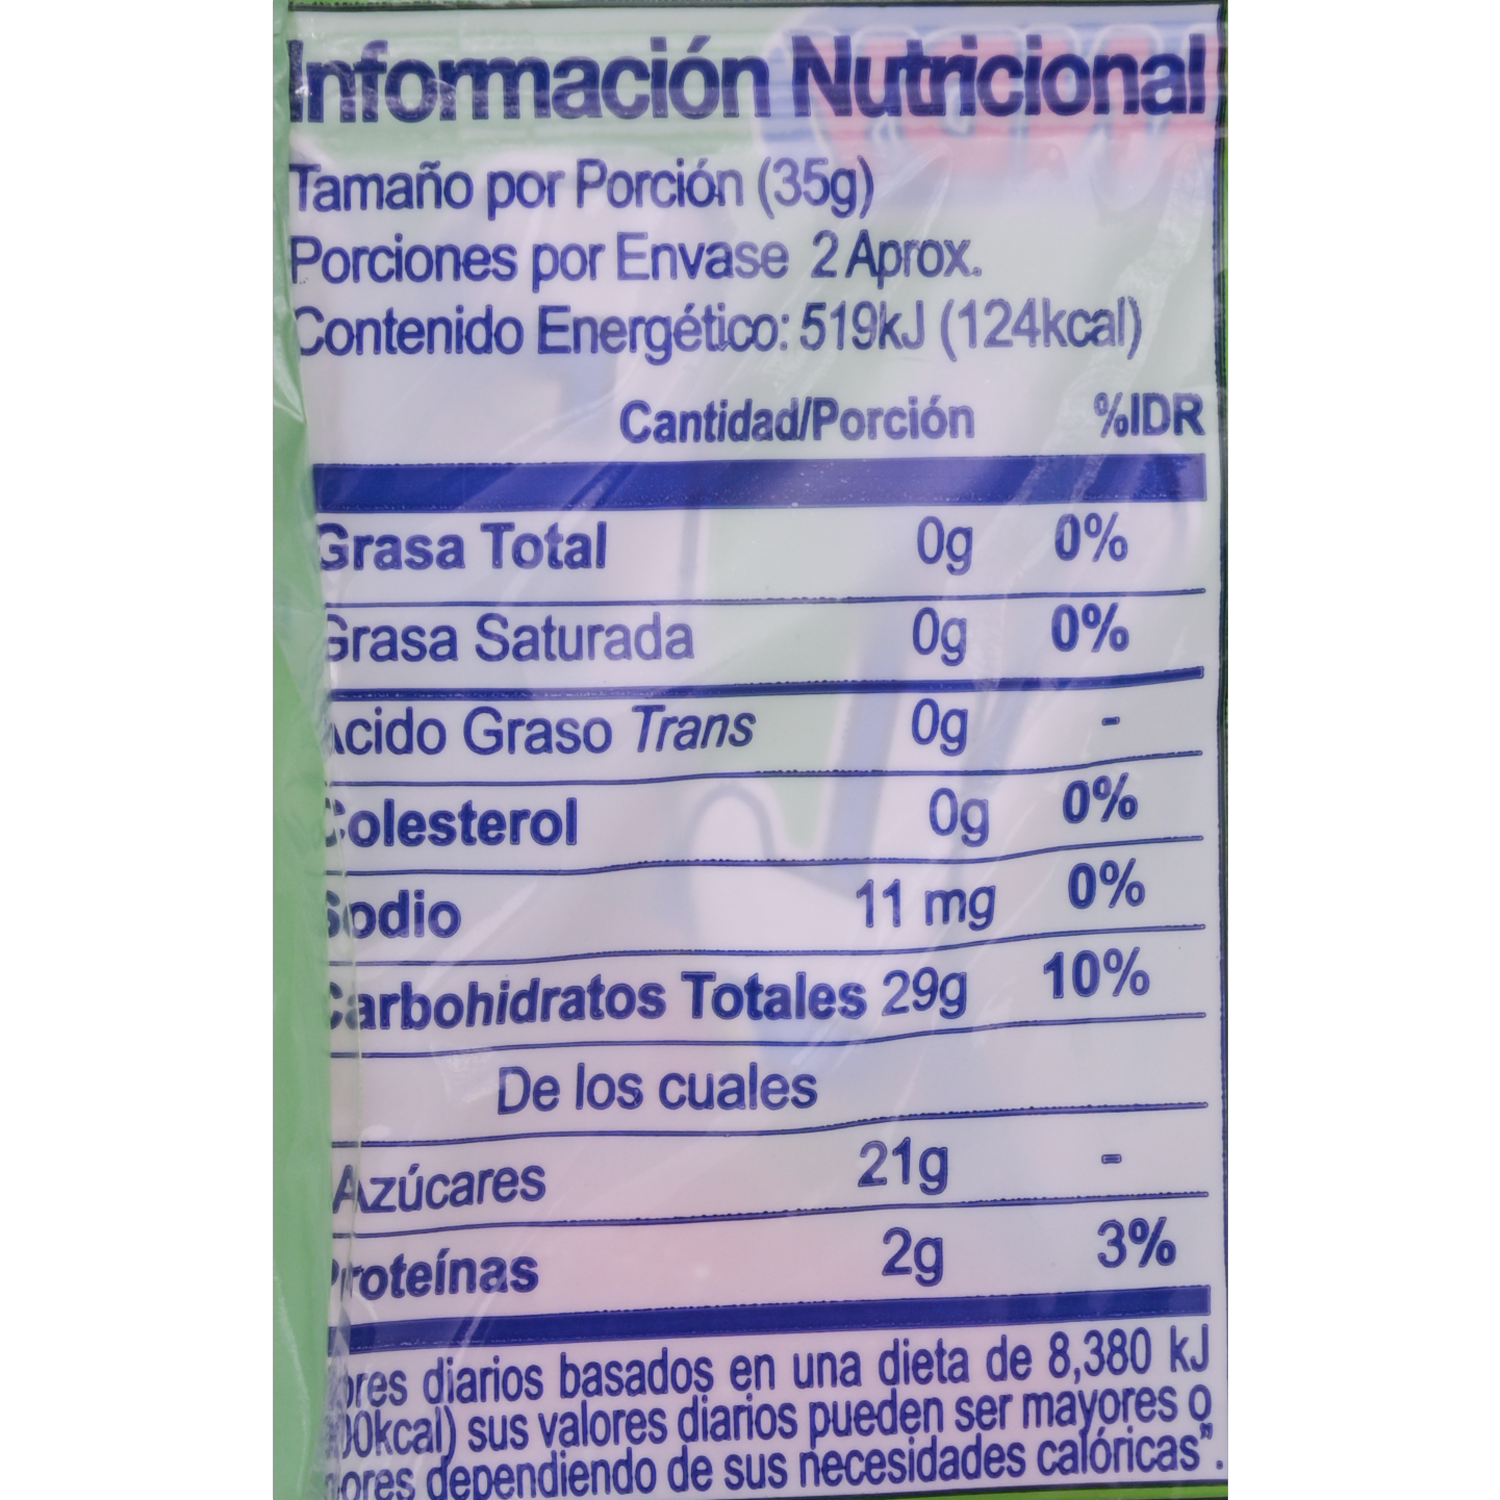 Información Nutricional
Tamaño por Porción (35g)
Porciones por Envase 2 Aprox.
Contenido Energético: 519kJ (124kcal)
Cantidad/Porción %IDR
Grasa Total 0g 0%
Grasa Saturada 0g 0%
Acido Graso Trans 0g -
Colesterol 0g 0%
Sodio 11 mg 0%
Carbohidratos Totales 29g 10%
De los cuales
Azúcares 21g -
Proteínas 2g 3%
diarios basados en una dieta de 8,380 kJ
sus valores diarios pueden ser mayores o
dependiendo de sus necesidades calóricas".